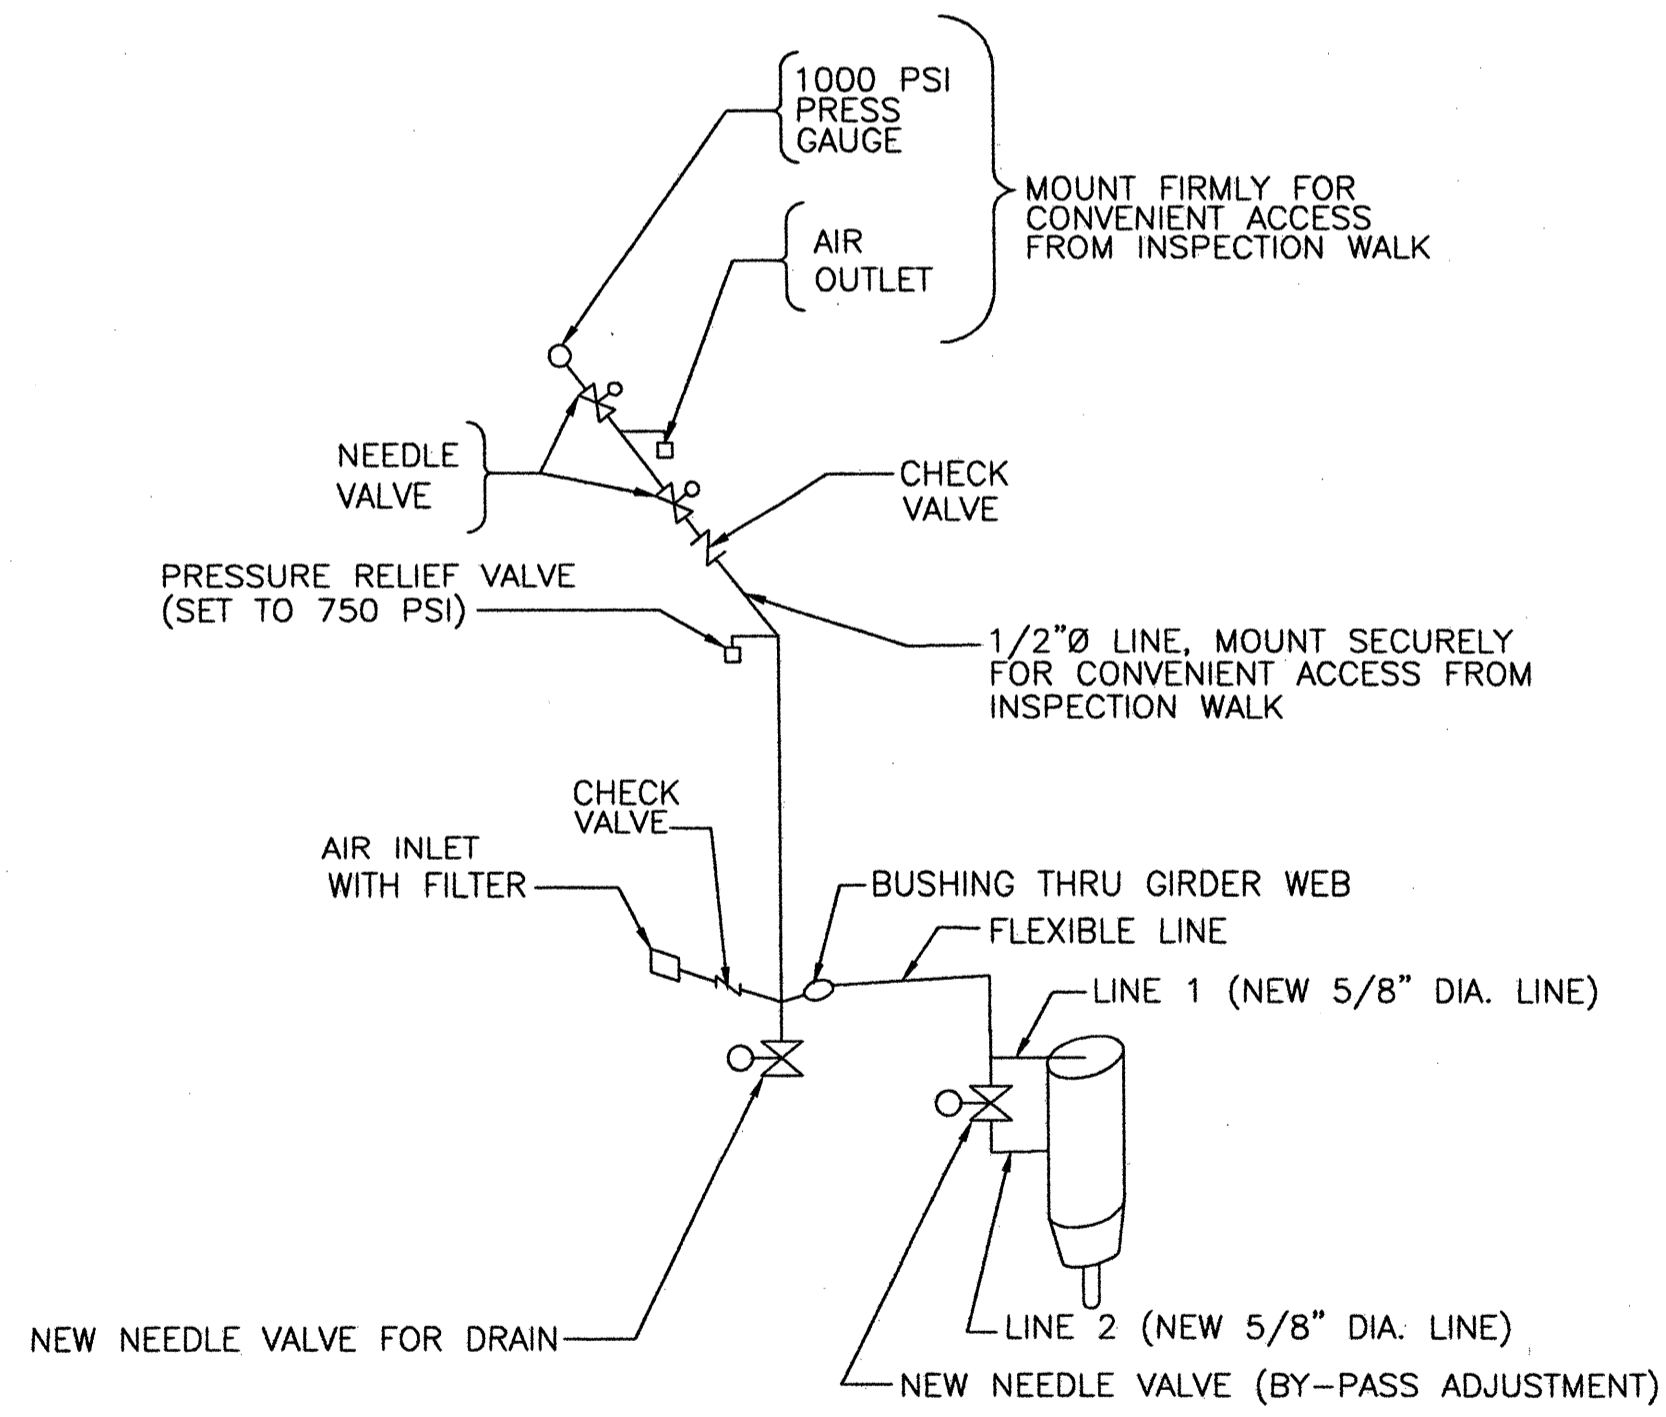 1000 PSI
PRESS
GAUGE
MOUNT FIRMLY FOR
CONVENIENT ACCESS
FROM INSPECTION WALK
AIR
OUTLET
NEEDLE
VALVE
CHECK
VALVE
PRESSURE RELIEF VALVE
(SET TO 750 PSI)
1/2"Ø LINE, MOUNT SECURELY
FOR CONVENIENT ACCESS FROM
INSPECTION WALK
CHECK
VALVE
AIR INLET
WITH FILTER
BUSHING THRU GIRDER WEB
FLEXIBLE LINE
LINE 1 (NEW 5/8" DIA. LINE)
LINE 2 (NEW 5/8" DIA. LINE)
NEW NEEDLE VALVE FOR DRAIN
NEW NEEDLE VALVE (BY-PASS ADJUSTMENT)